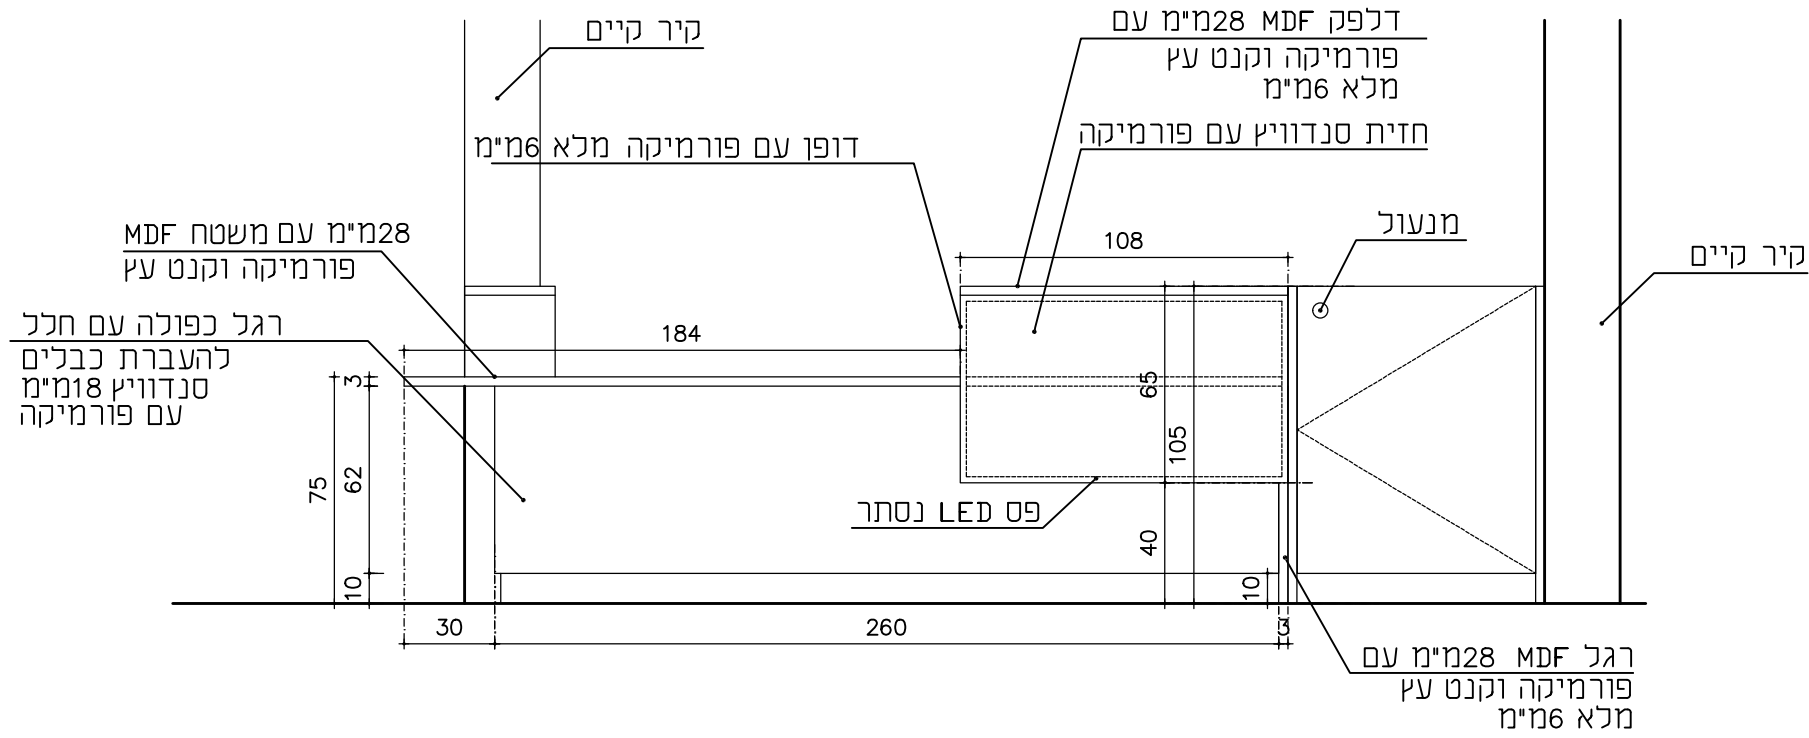 קיר קיים
דלפק MDF 28מ"מ עם
פורמיקה וקנט עץ
מלא 6מ"מ
חזית סנדוויץ עם פורמיקה
דופן עם פורמיקה מלא 6מ"מ
מנעול
קיר קיים
28מ"מ עם משטח MDF
פורמיקה וקנט עץ
רגל כפולה עם חלל
להעברת כבלים
סנדוויץ 18מ"מ
עם פורמיקה
108
184
3
65
105
62
75
פס LED נסתר
40
10
10
30
260
3
רגל MDF 28מ"מ עם
פורמיקה וקנט עץ
מלא 6מ"מ